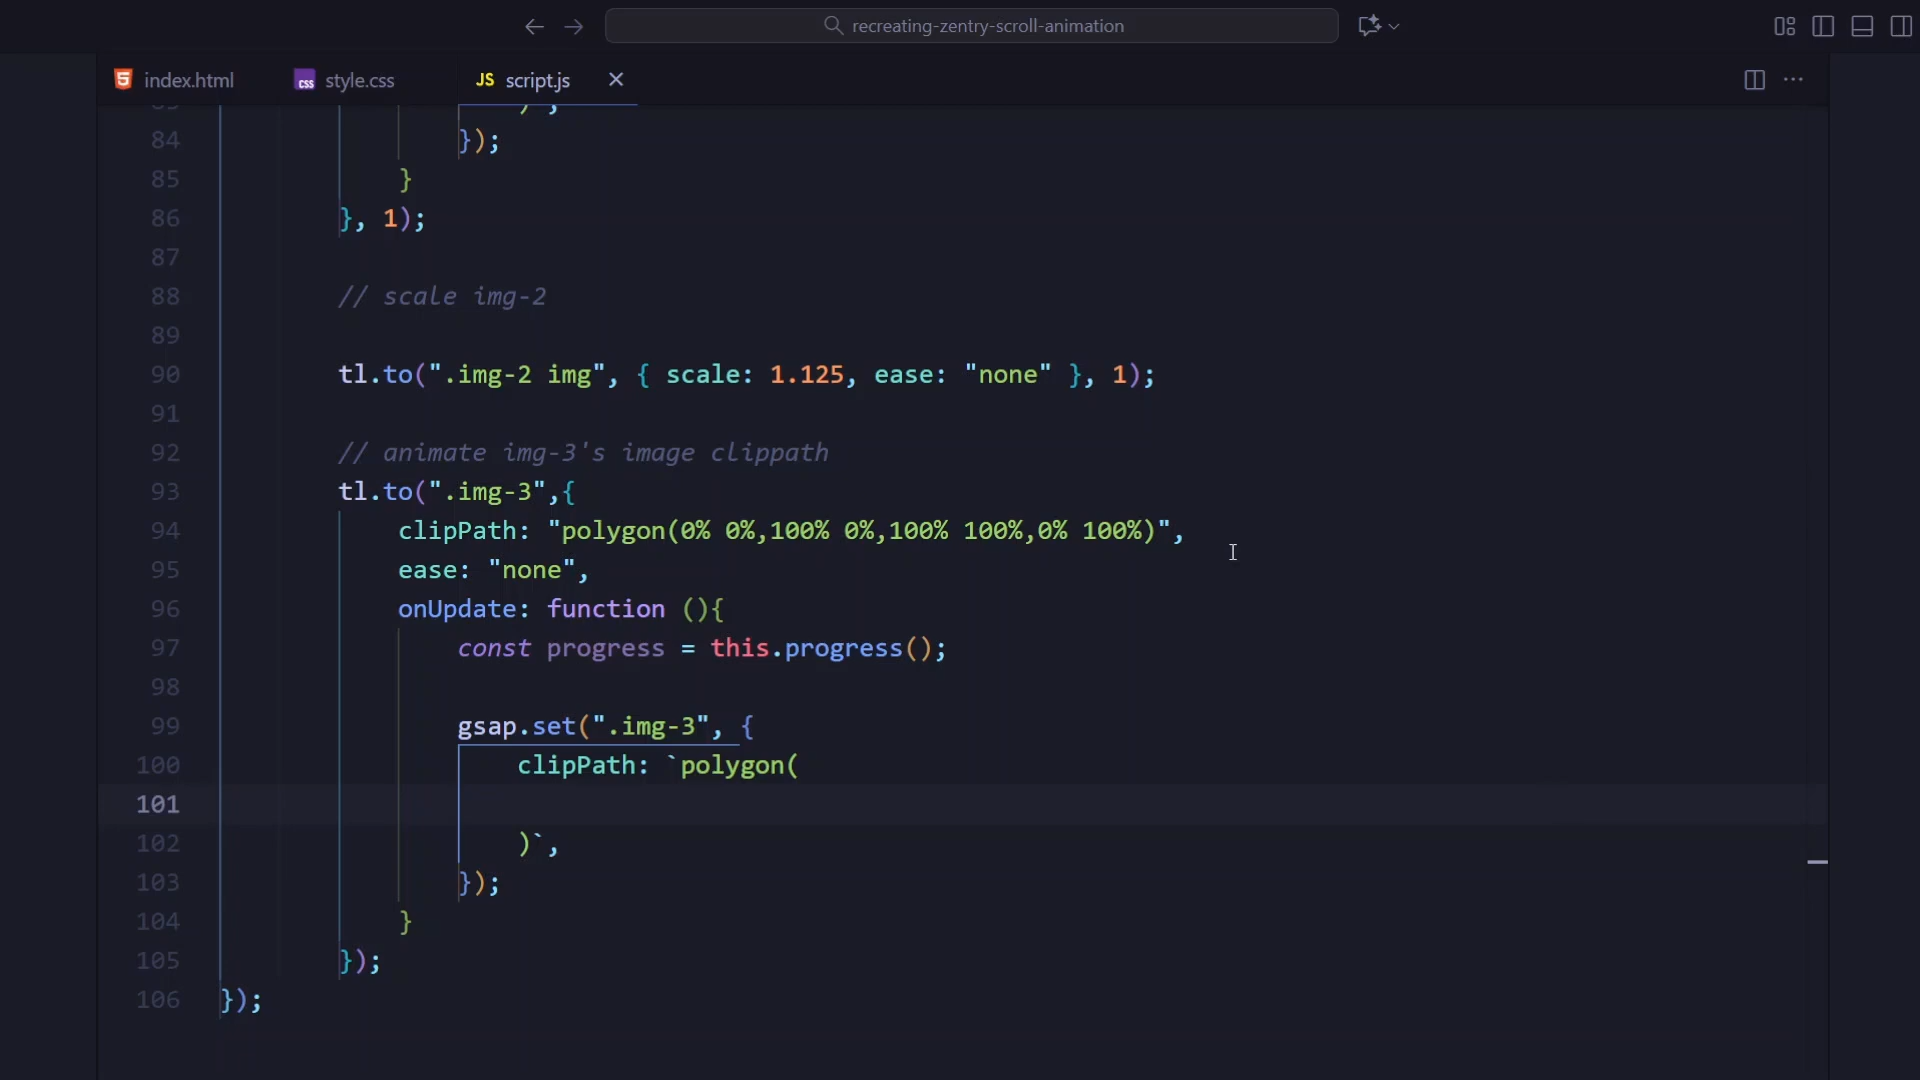 recreating-zentry-scroll-animation
index.html
css style.css
JS script.js
84 });
85 }
86 }, 1);
87
88 // scale img-2
89
90 tl.to(".img-2 img", { scale: 1.125, ease: "none" }, 1);
91
92 // animate img-3's image clippath
93 tl.to(".img-3",{
94 clipPath: "polygon(0% 0%,100% 0%,100% 100%,0% 100%)",
95 ease: "none",
96 onUpdate: function (){
97 const progress = this.progress();
98
99 gsap.set(".img-3", {
100 clipPath: `polygon(
101
102 )`,
103 });
104 }
105 });
106 });